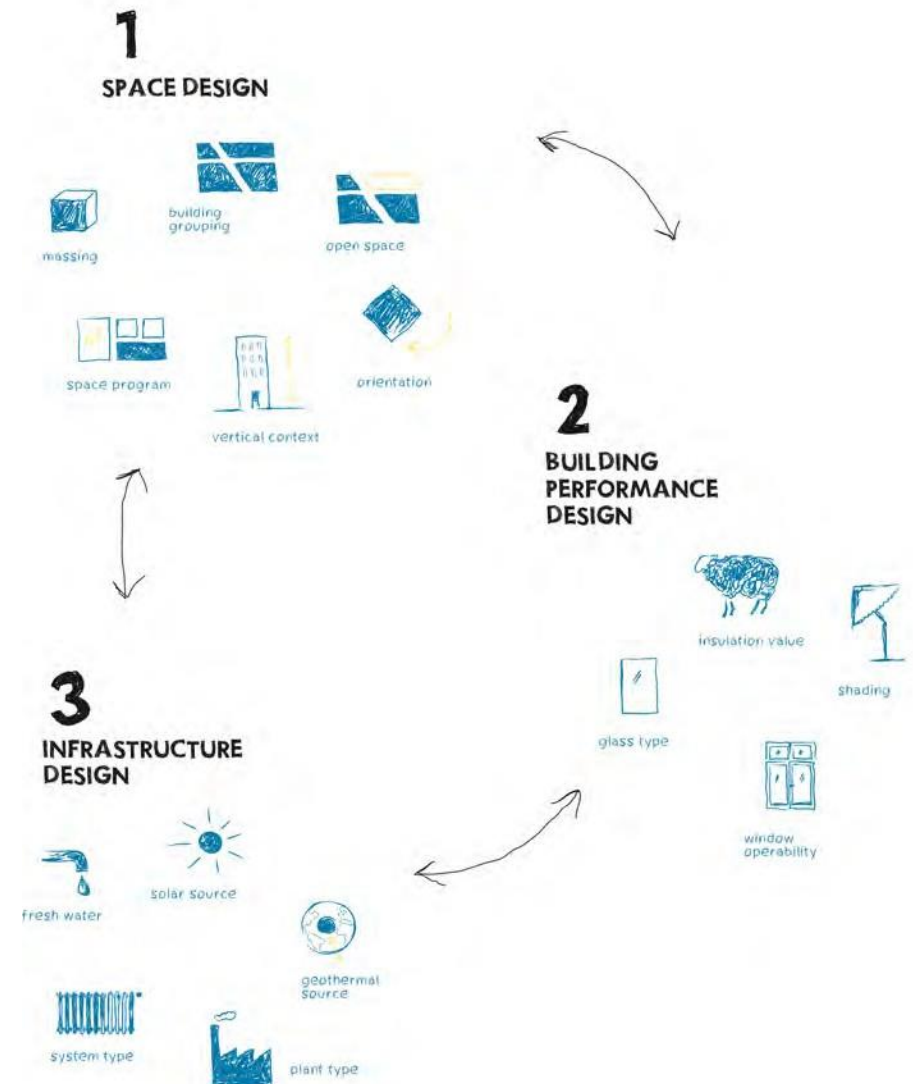 1
SPACE DESIGN
massing
building
grouping
open space
space program
vertical context
orientation
2
BUILDING
PERFORMANCE
DESIGN
insulation value
shading
glass type
window
operability
3
INFRASTRUCTURE
DESIGN
fresh water
solar source
geothermal
source
system type
plant type